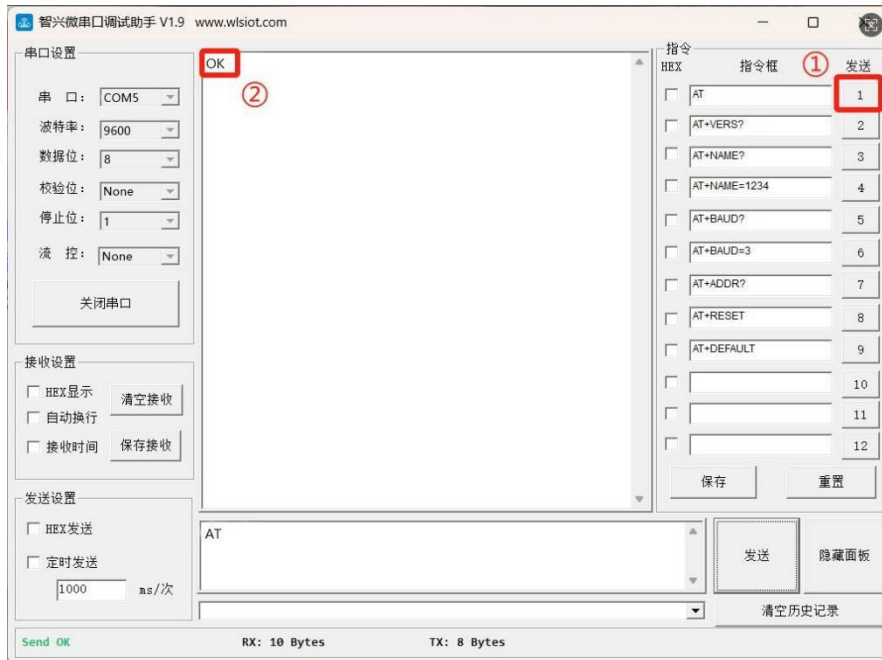 智兴微串口调试助手 V1.9 www.wlsiot.com
串口设置
串 口: COM5
波特率: 9600
数据位: 8
校验位: None
停止位: 1
流 控: None
关闭串口
接收设置
HEX显示
清空接收
自动换行
接收时间
保存接收
发送设置
HEX发送
定时发送
1000 ms/次
OK
②
AT
指令
HEX 指令框 ① 发送
AT 1
AT+VERS? 2
AT+NAME? 3
AT+NAME=1234 4
AT+BAUD? 5
AT+BAUD=3 6
AT+ADDR? 7
AT+RESET 8
AT+DEFAULT 9
10
11
12
保存 重置
发送 隐藏面板
清空历史记录
Send OK RX: 10 Bytes TX: 8 Bytes